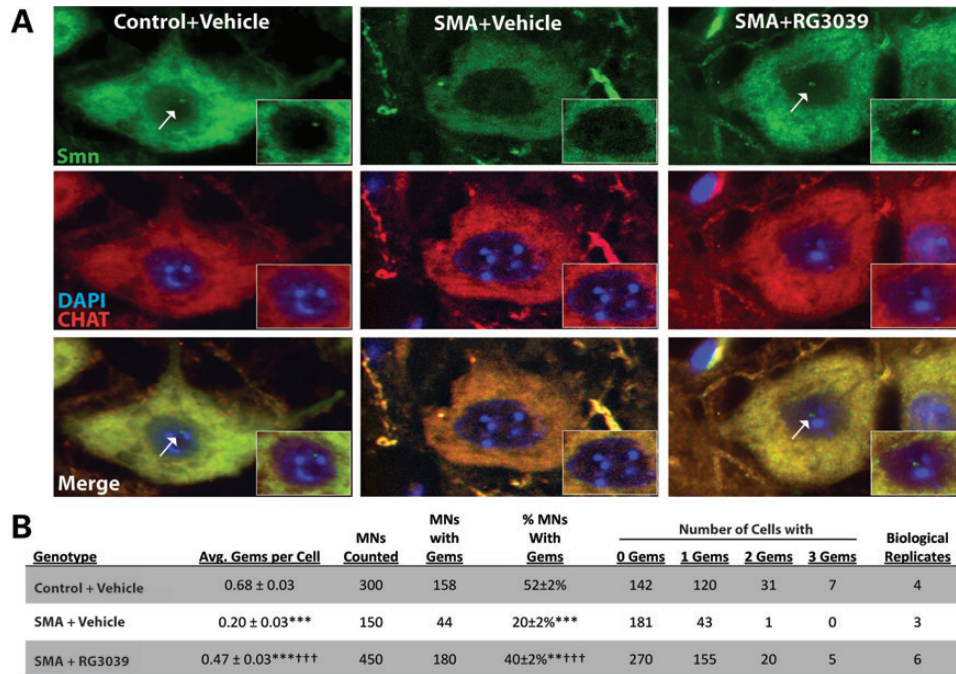 A
Control+Vehicle SMA+Vehicle SMA+RG3039
Smn
DAPI
CHAT
Merge
B
Genotype Avg. Gems per Cell MNs Counted MNs with Gems % MNs With Gems Number of Cells with Biological Replicates
0 Gems 1 Gems 2 Gems 3 Gems
Control + Vehicle 0.68 ± 0.03 300 158 52±2% 142 120 31 7 4
SMA + Vehicle 0.20 ± 0.03*** 150 44 20±2%*** 181 43 1 0 3
SMA + RG3039 0.47 ± 0.03***††† 450 180 40±2%**††† 270 155 20 5 6